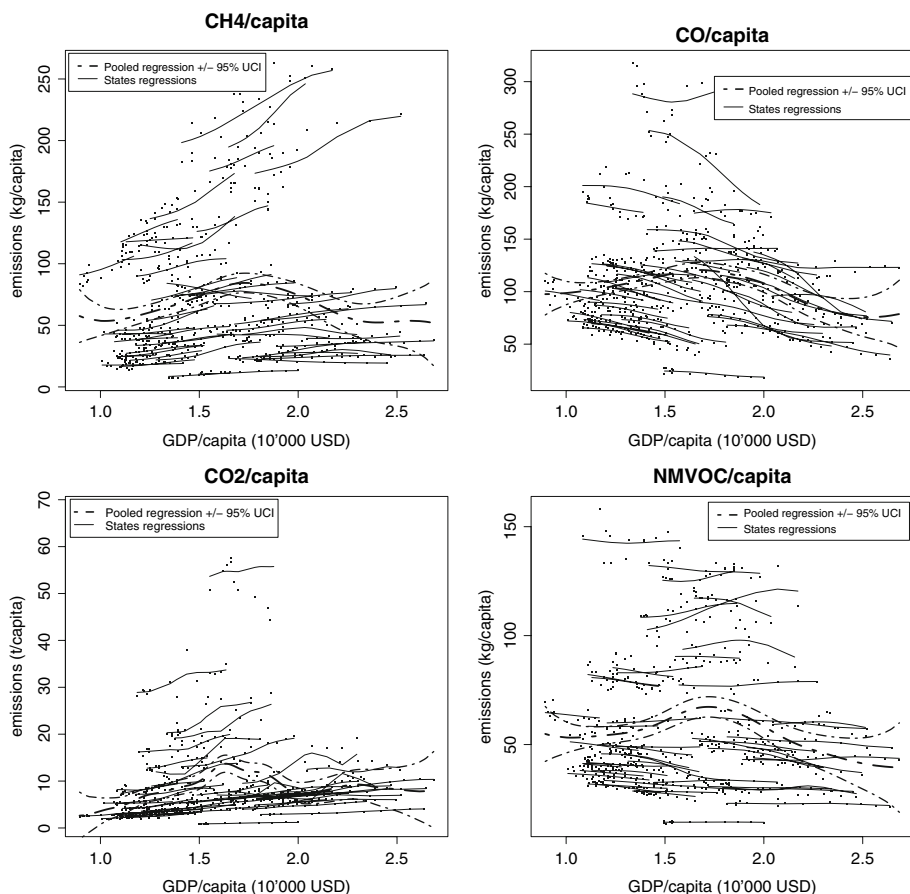 CH4/capita
Pooled regression +/− 95% UCI
States regressions
emissions (kg/capita)
0 50 100 150 200 250
1.0 1.5 2.0 2.5
GDP/capita (10'000 USD)
CO/capita
Pooled regression +/− 95% UCI
States regressions
emissions (kg/capita)
50 100 150 200 250 300
1.0 1.5 2.0 2.5
GDP/capita (10'000 USD)
CO2/capita
Pooled regression +/− 95% UCI
States regressions
emissions (t/capita)
0 10 20 30 40 50 60 70
1.0 1.5 2.0 2.5
GDP/capita (10'000 USD)
NMVOC/capita
Pooled regression +/− 95% UCI
States regressions
emissions (kg/capita)
50 100 150
1.0 1.5 2.0 2.5
GDP/capita (10'000 USD)